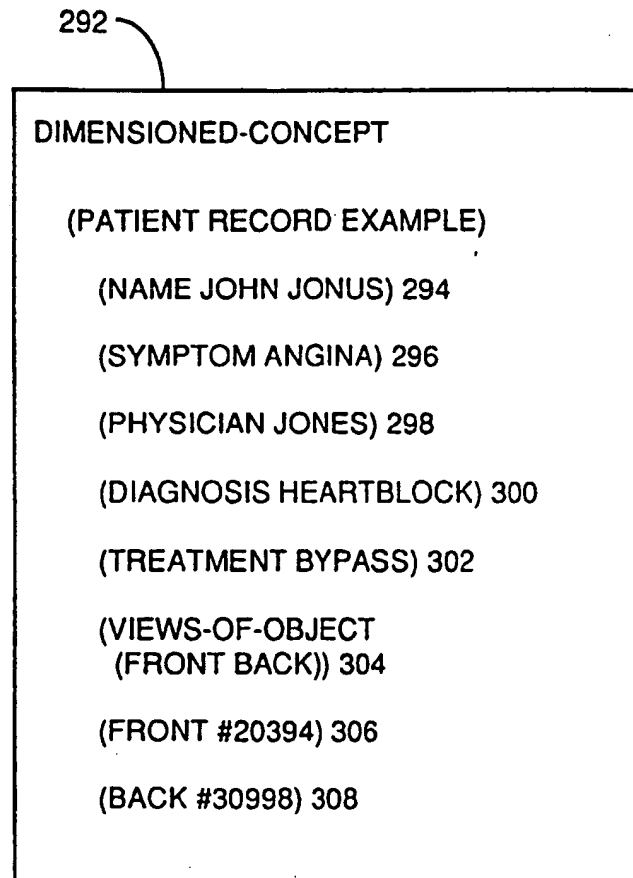 292
DIMENSIONED-CONCEPT
(PATIENT RECORD EXAMPLE)
(NAME JOHN JONUS) 294
(SYMPTOM ANGINA) 296
(PHYSICIAN JONES) 298
(DIAGNOSIS HEARTBLOCK) 300
(TREATMENT BYPASS) 302
(VIEWS-OF-OBJECT
(FRONT BACK)) 304
(FRONT #20394) 306
(BACK #30998) 308